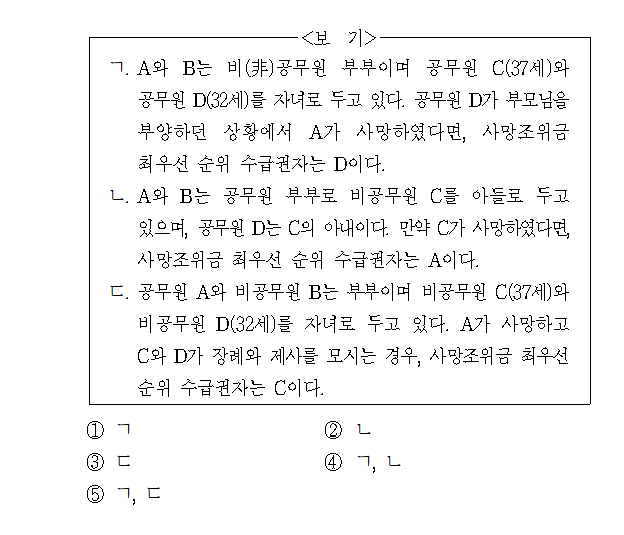 <보 기>
ㄱ. A와 B는 비(非)공무원 부부이며 공무원 C(37세)와
공무원 D(32세)를 자녀로 두고 있다. 공무원 D가 부모님을
부양하던 상황에서 A가 사망하였다면, 사망조위금
최우선 순위 수급권자는 D이다.
ㄴ. A와 B는 공무원 부부로 비공무원 C를 아들로 두고
있으며, 공무원 D는 C의 아내이다. 만약 C가 사망하였다면,
사망조위금 최우선 순위 수급권자는 A이다.
ㄷ. 공무원 A와 비공무원 B는 부부이며 비공무원 C(37세)와
비공무원 D(32세)를 자녀로 두고 있다. A가 사망하고
C와 D가 장례와 제사를 모시는 경우, 사망조위금 최우선
순위 수급권자는 C이다.
① ㄱ ② ㄴ
③ ㄷ ④ ㄱ, ㄴ
⑤ ㄱ, ㄷ